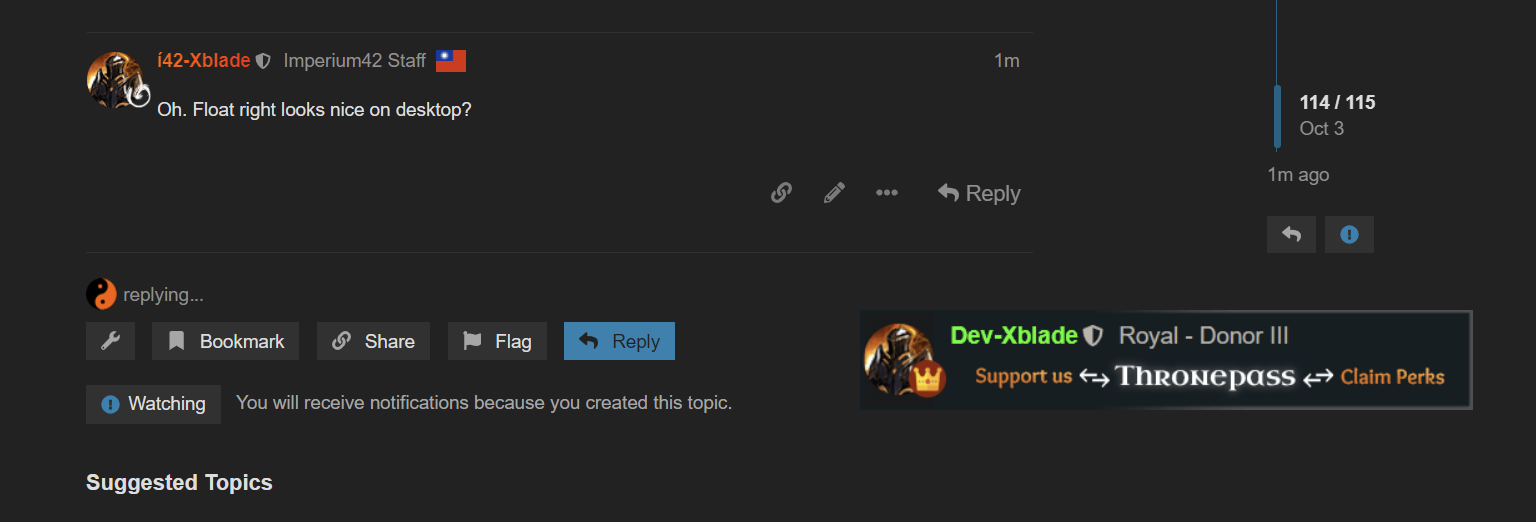 í42-Xblade Imperium42 Staff 1m
Oh. Float right looks nice on desktop?
Reply
114 / 115
Oct 3
1m ago
replying...
Bookmark Share Flag Reply
Watching You will receive notifications because you created this topic.
Dev-Xblade Royal - Donor III
Support us Thronepass Claim Perks
Suggested Topics